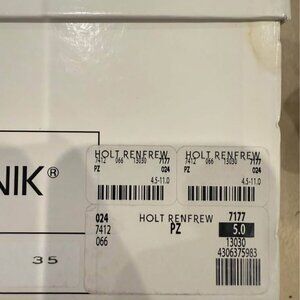 HOLT RENFREW
7412 066 13030 7177
PZ 024
4.5-11.0
HOLT RENFREW
7412 066 13030 7177
PZ 024
4.5-11.0
NIK®
024 HOLT RENFREW 7177
7412 PZ 5.0
066 13030
4306375983
35